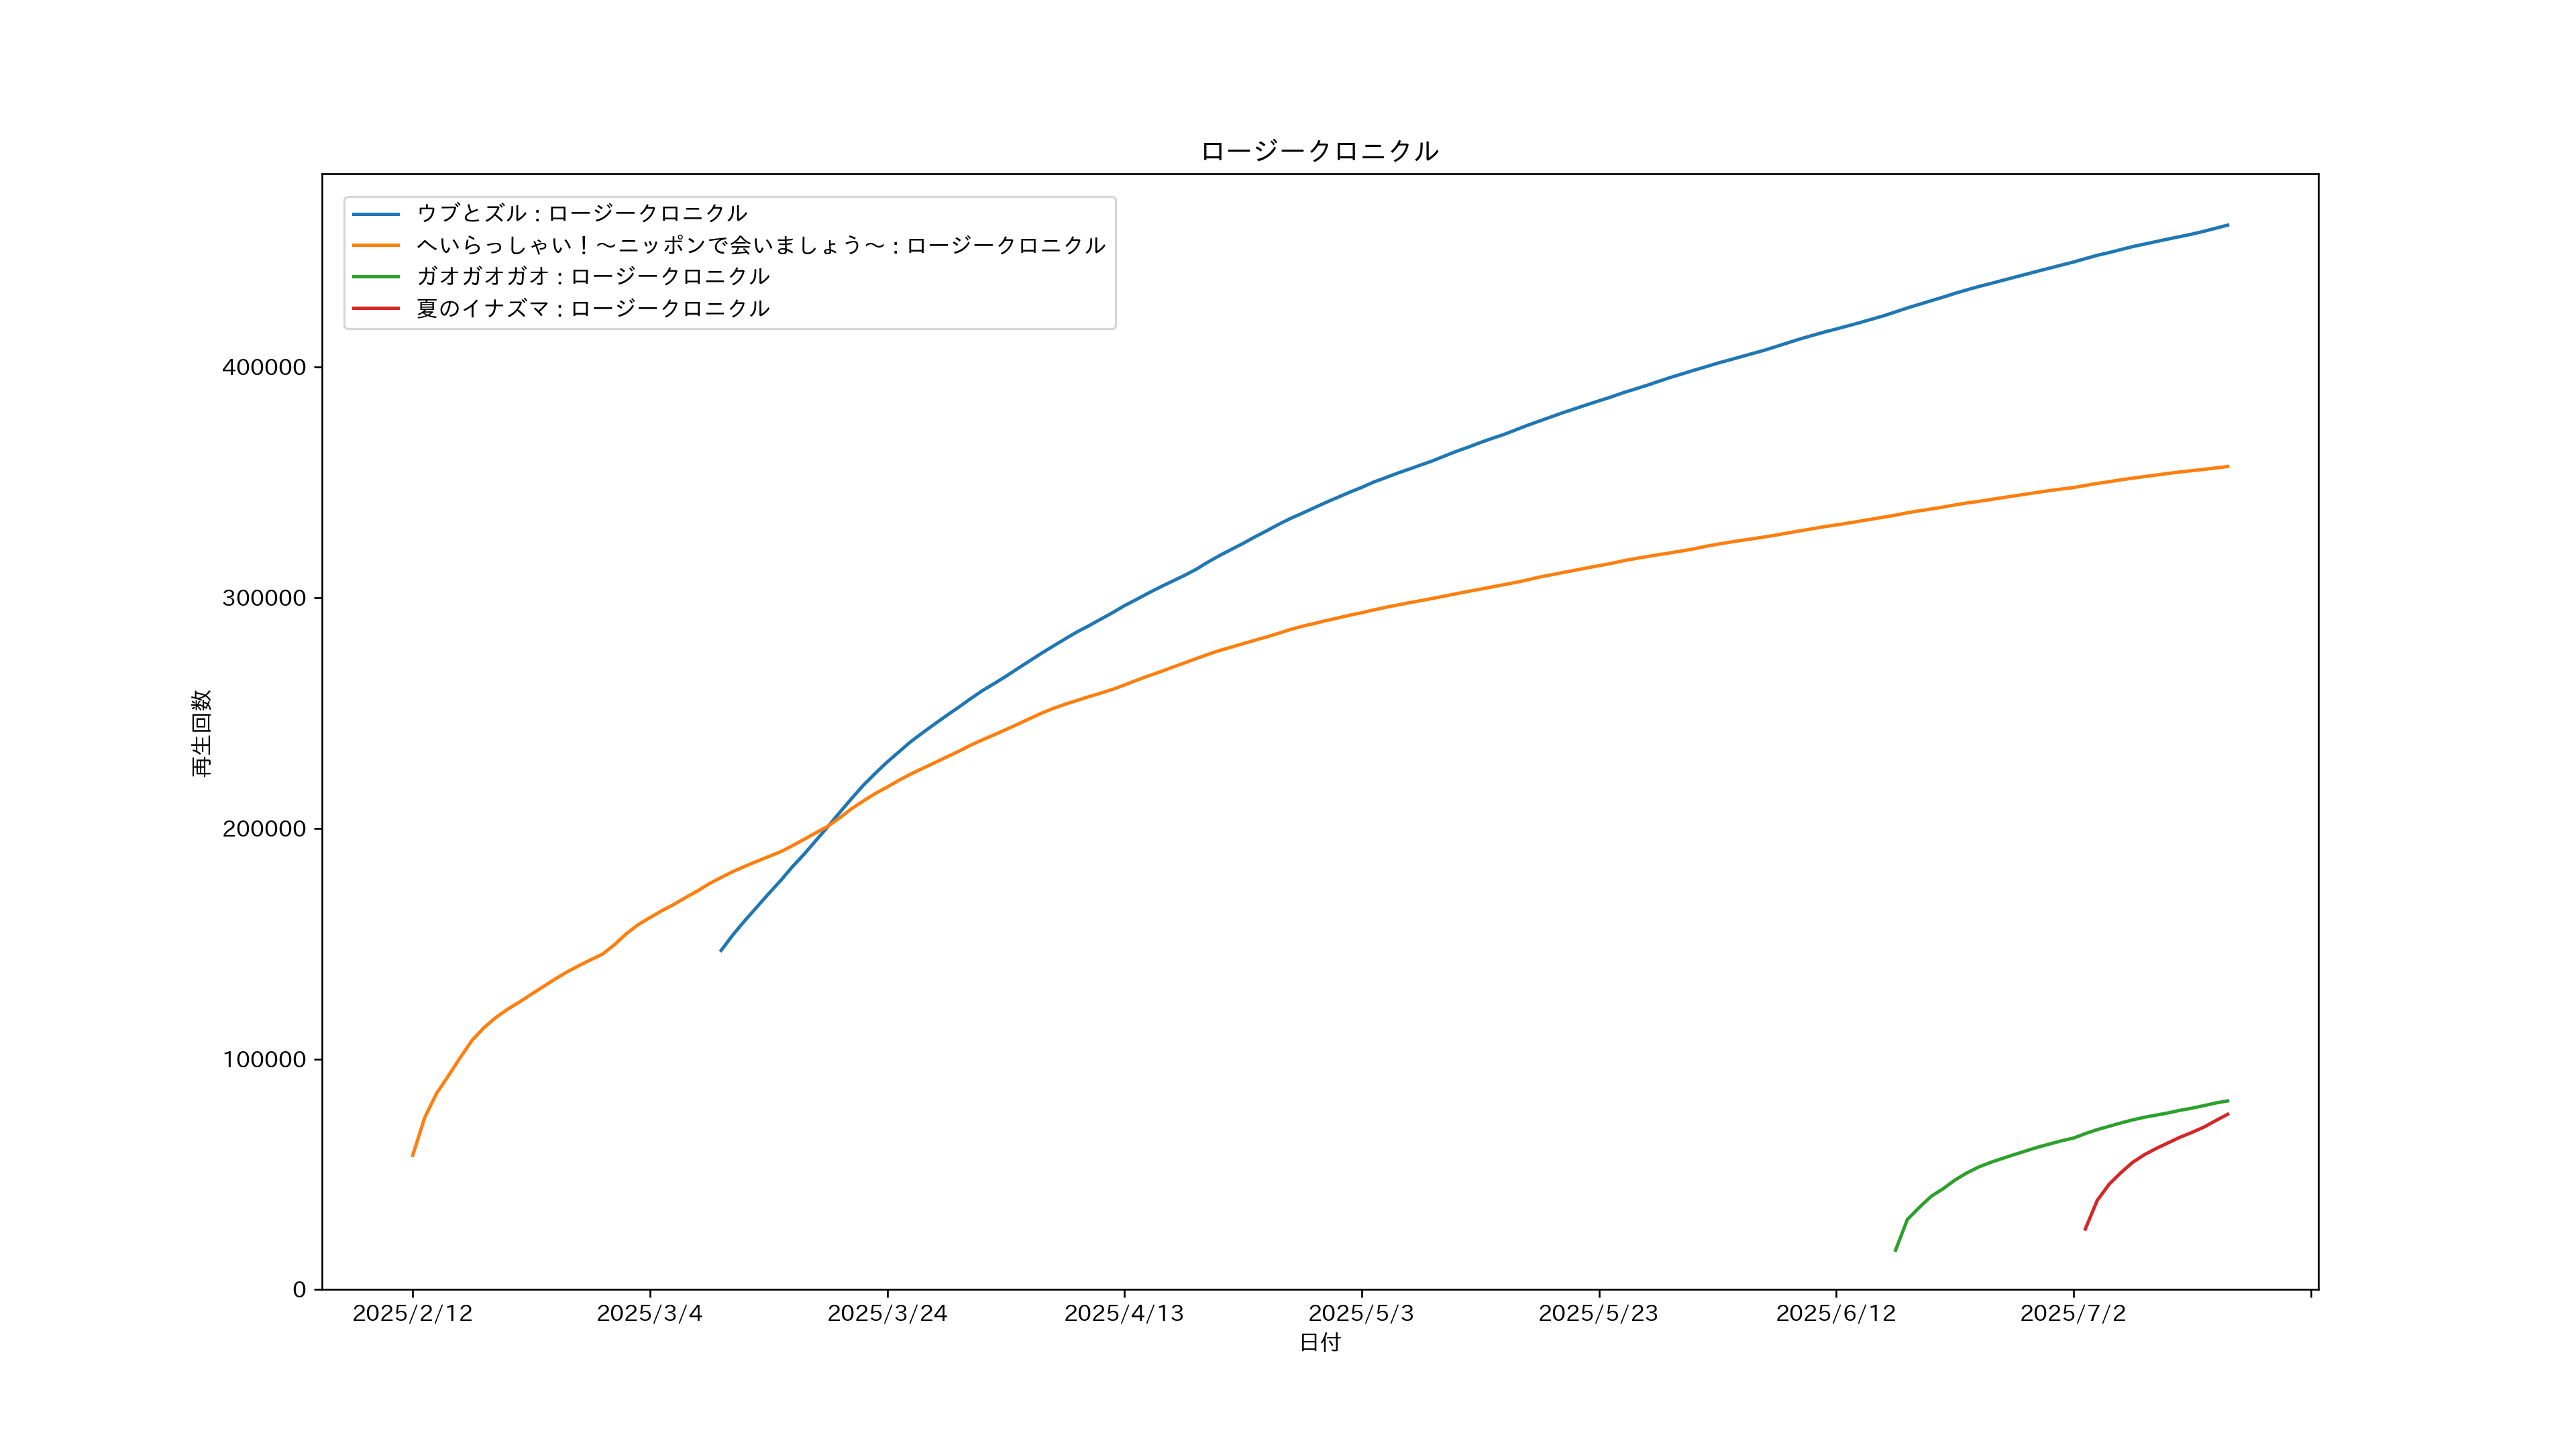 ロージークロニクル
ウブとズル : ロージークロニクル
へいらっしゃい！～ニッポンで会いましょう～ : ロージークロニクル
ガオガオガオ : ロージークロニクル
夏のイナズマ : ロージークロニクル
400000
300000
200000
100000
0
再生回数
2025/2/12 2025/3/4 2025/3/24 2025/4/13 2025/5/3 2025/5/23 2025/6/12 2025/7/2
日付